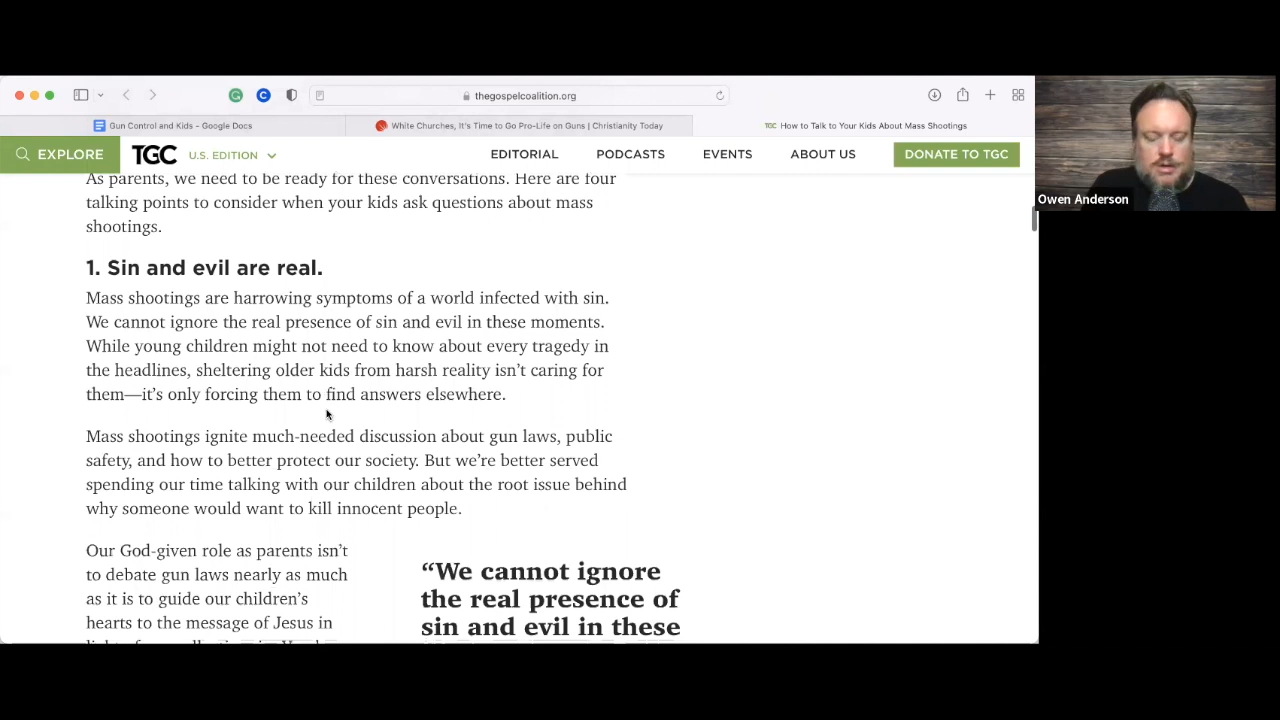 thegospelcoalition.org
Gun Control and Kids - Google Docs
White Churches, It's Time to Go Pro-Life on Guns | Christianity Today
TGC How to Talk to Your Kids About Mass Shootings
EXPLORE
TGC
U.S. EDITION
EDITORIAL
PODCASTS
EVENTS
ABOUT US
DONATE TO TGC
Owen Anderson
As parents, we need to be ready for these conversations. Here are four
talking points to consider when your kids ask questions about mass
shootings.
1. Sin and evil are real.
Mass shootings are harrowing symptoms of a world infected with sin.
We cannot ignore the real presence of sin and evil in these moments.
While young children might not need to know about every tragedy in
the headlines, sheltering older kids from harsh reality isn't caring for
them—it's only forcing them to find answers elsewhere.
Mass shootings ignite much-needed discussion about gun laws, public
safety, and how to better protect our society. But we're better served
spending our time talking with our children about the root issue behind
why someone would want to kill innocent people.
Our God-given role as parents isn't
to debate gun laws nearly as much
as it is to guide our children's
hearts to the message of Jesus in
“We cannot ignore
the real presence of
sin and evil in these